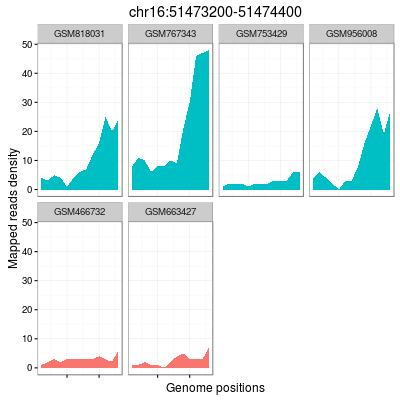 chr16:51473200-51474400
GSM818031 GSM767343 GSM753429 GSM956008
50
40
30
20
10
0
Mapped reads density
GSM466732 GSM663427
50
40
30
20
10
0
Genome positions